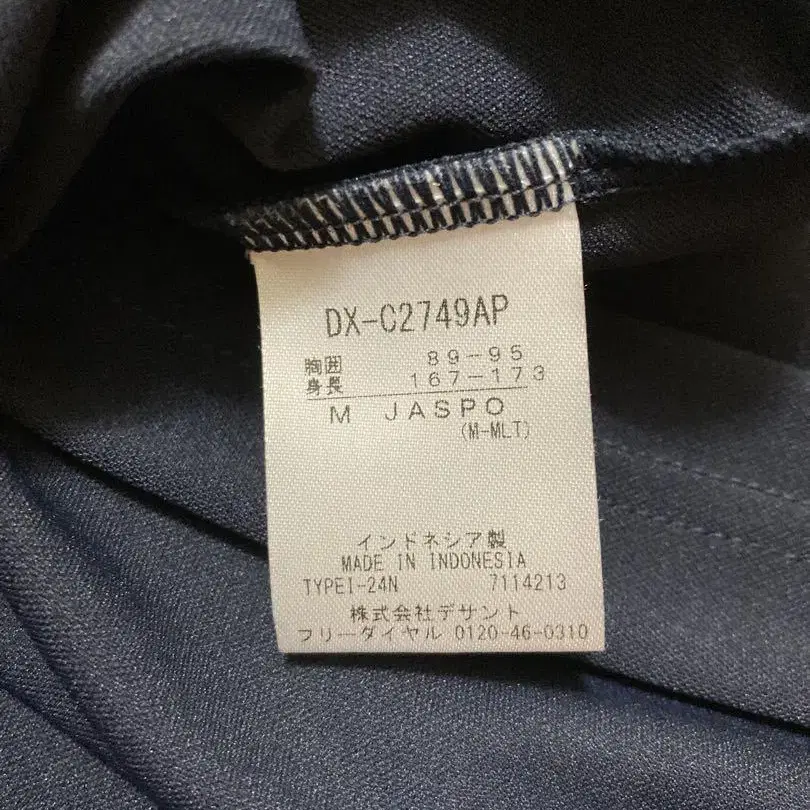 DX-C2749AP
胸囲 89-95
身長 167-173
M JASPO
(M-MLT)
インドネシア製
MADE IN INDONESIA
TYPEI-24N 7114213
株式会社デサント
フリーダイヤル 0120-46-0310